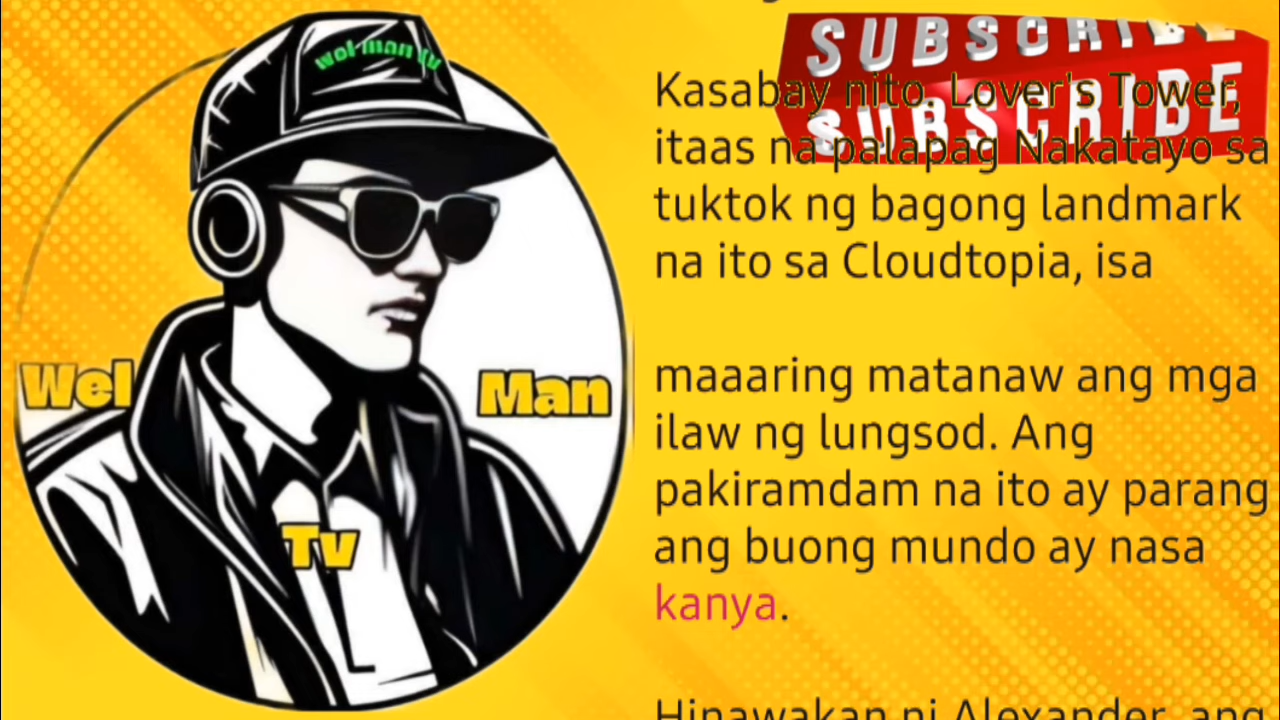 wel man tv
Wel
Man
Tv
SUBSCRIBE
SUBSCRIBE
Kasabay nito. Lover's Tower,
itaas na palapag Nakatayo sa
tuktok ng bagong landmark
na ito sa Cloudtopia, isa
maaaring matanaw ang mga
ilaw ng lungsod. Ang
pakiramdam na ito ay parang
ang buong mundo ay nasa
kanya.
Hinawakan ni Alexander, ang